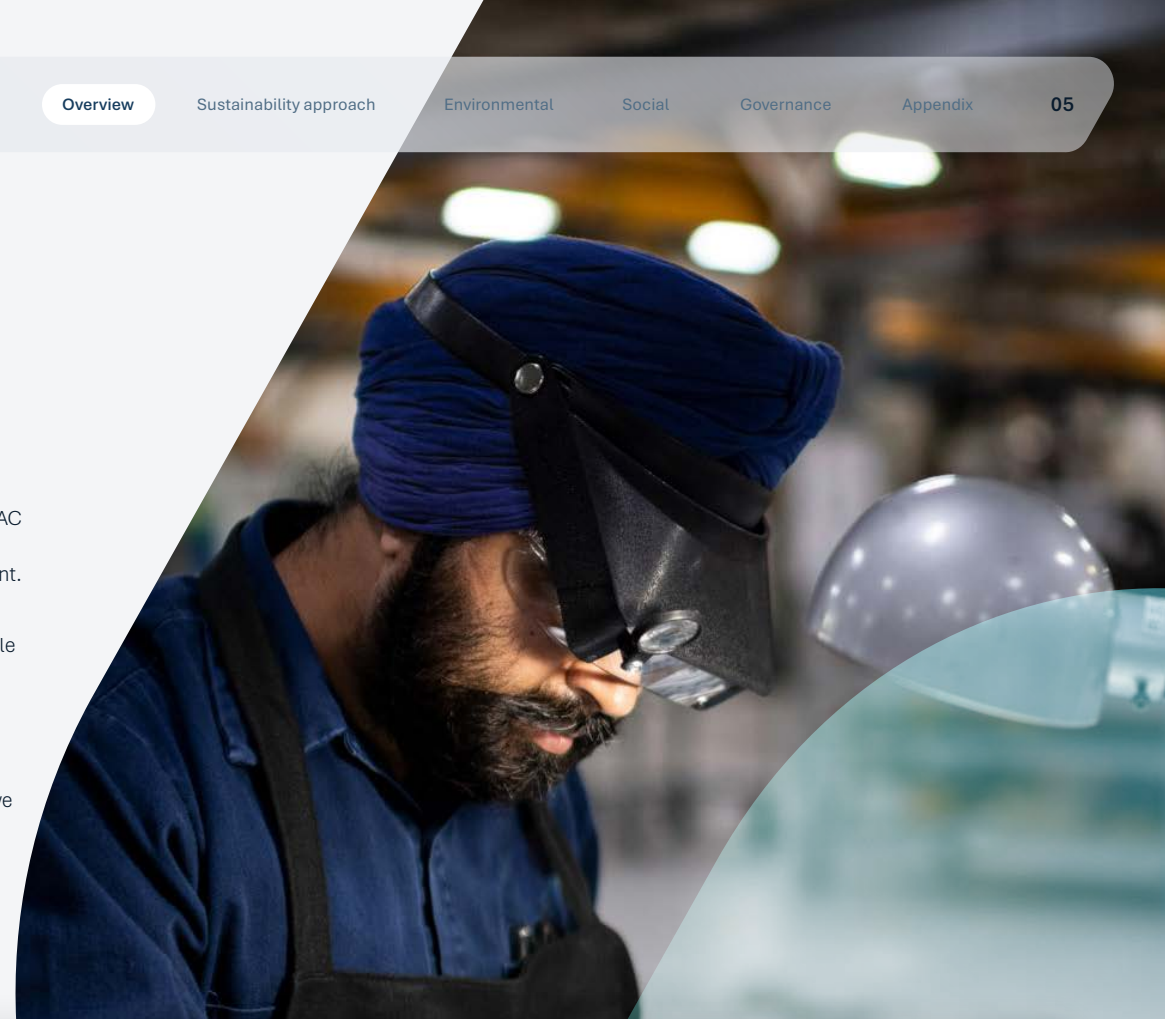 Overview Sustainability approach Environmental Social Governance Appendix 05
AC
nt.
le
ve